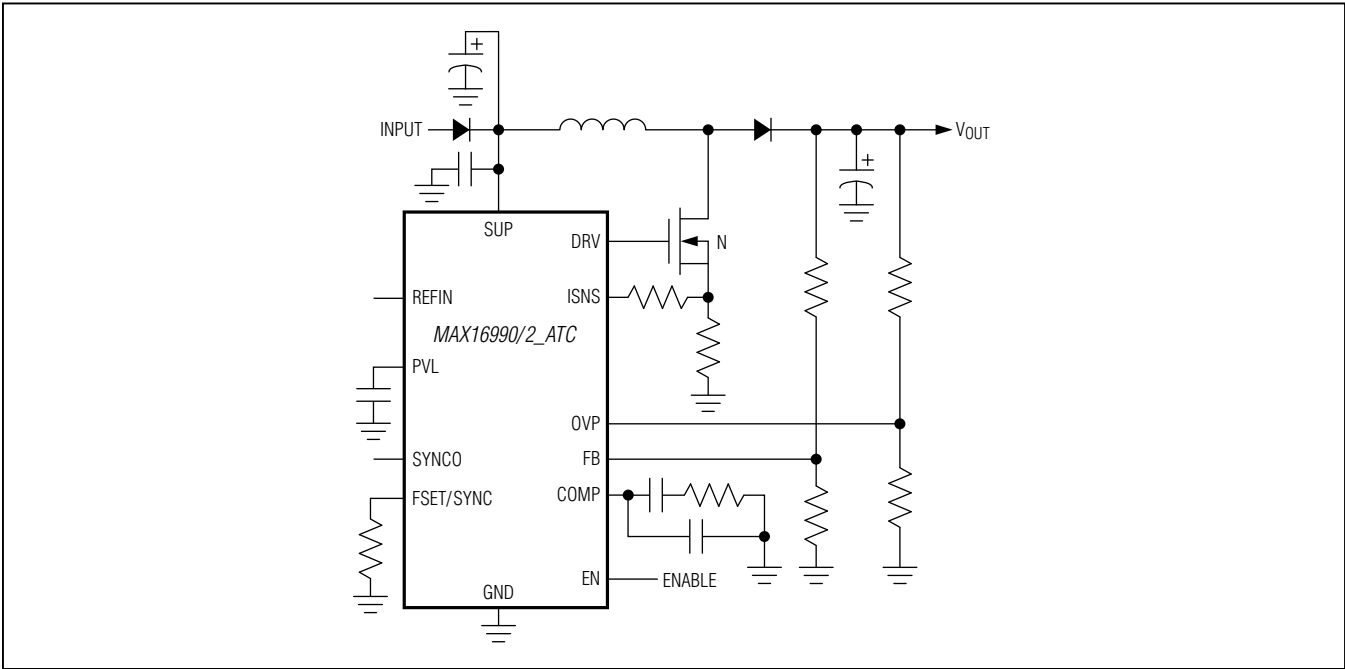 +
INPUT
VOUT
+
SUP
DRV
N
REFIN
ISNS
MAX16990/2_ATC
PVL
OVP
SYNCO
FB
FSET/SYNC
COMP
EN
ENABLE
GND